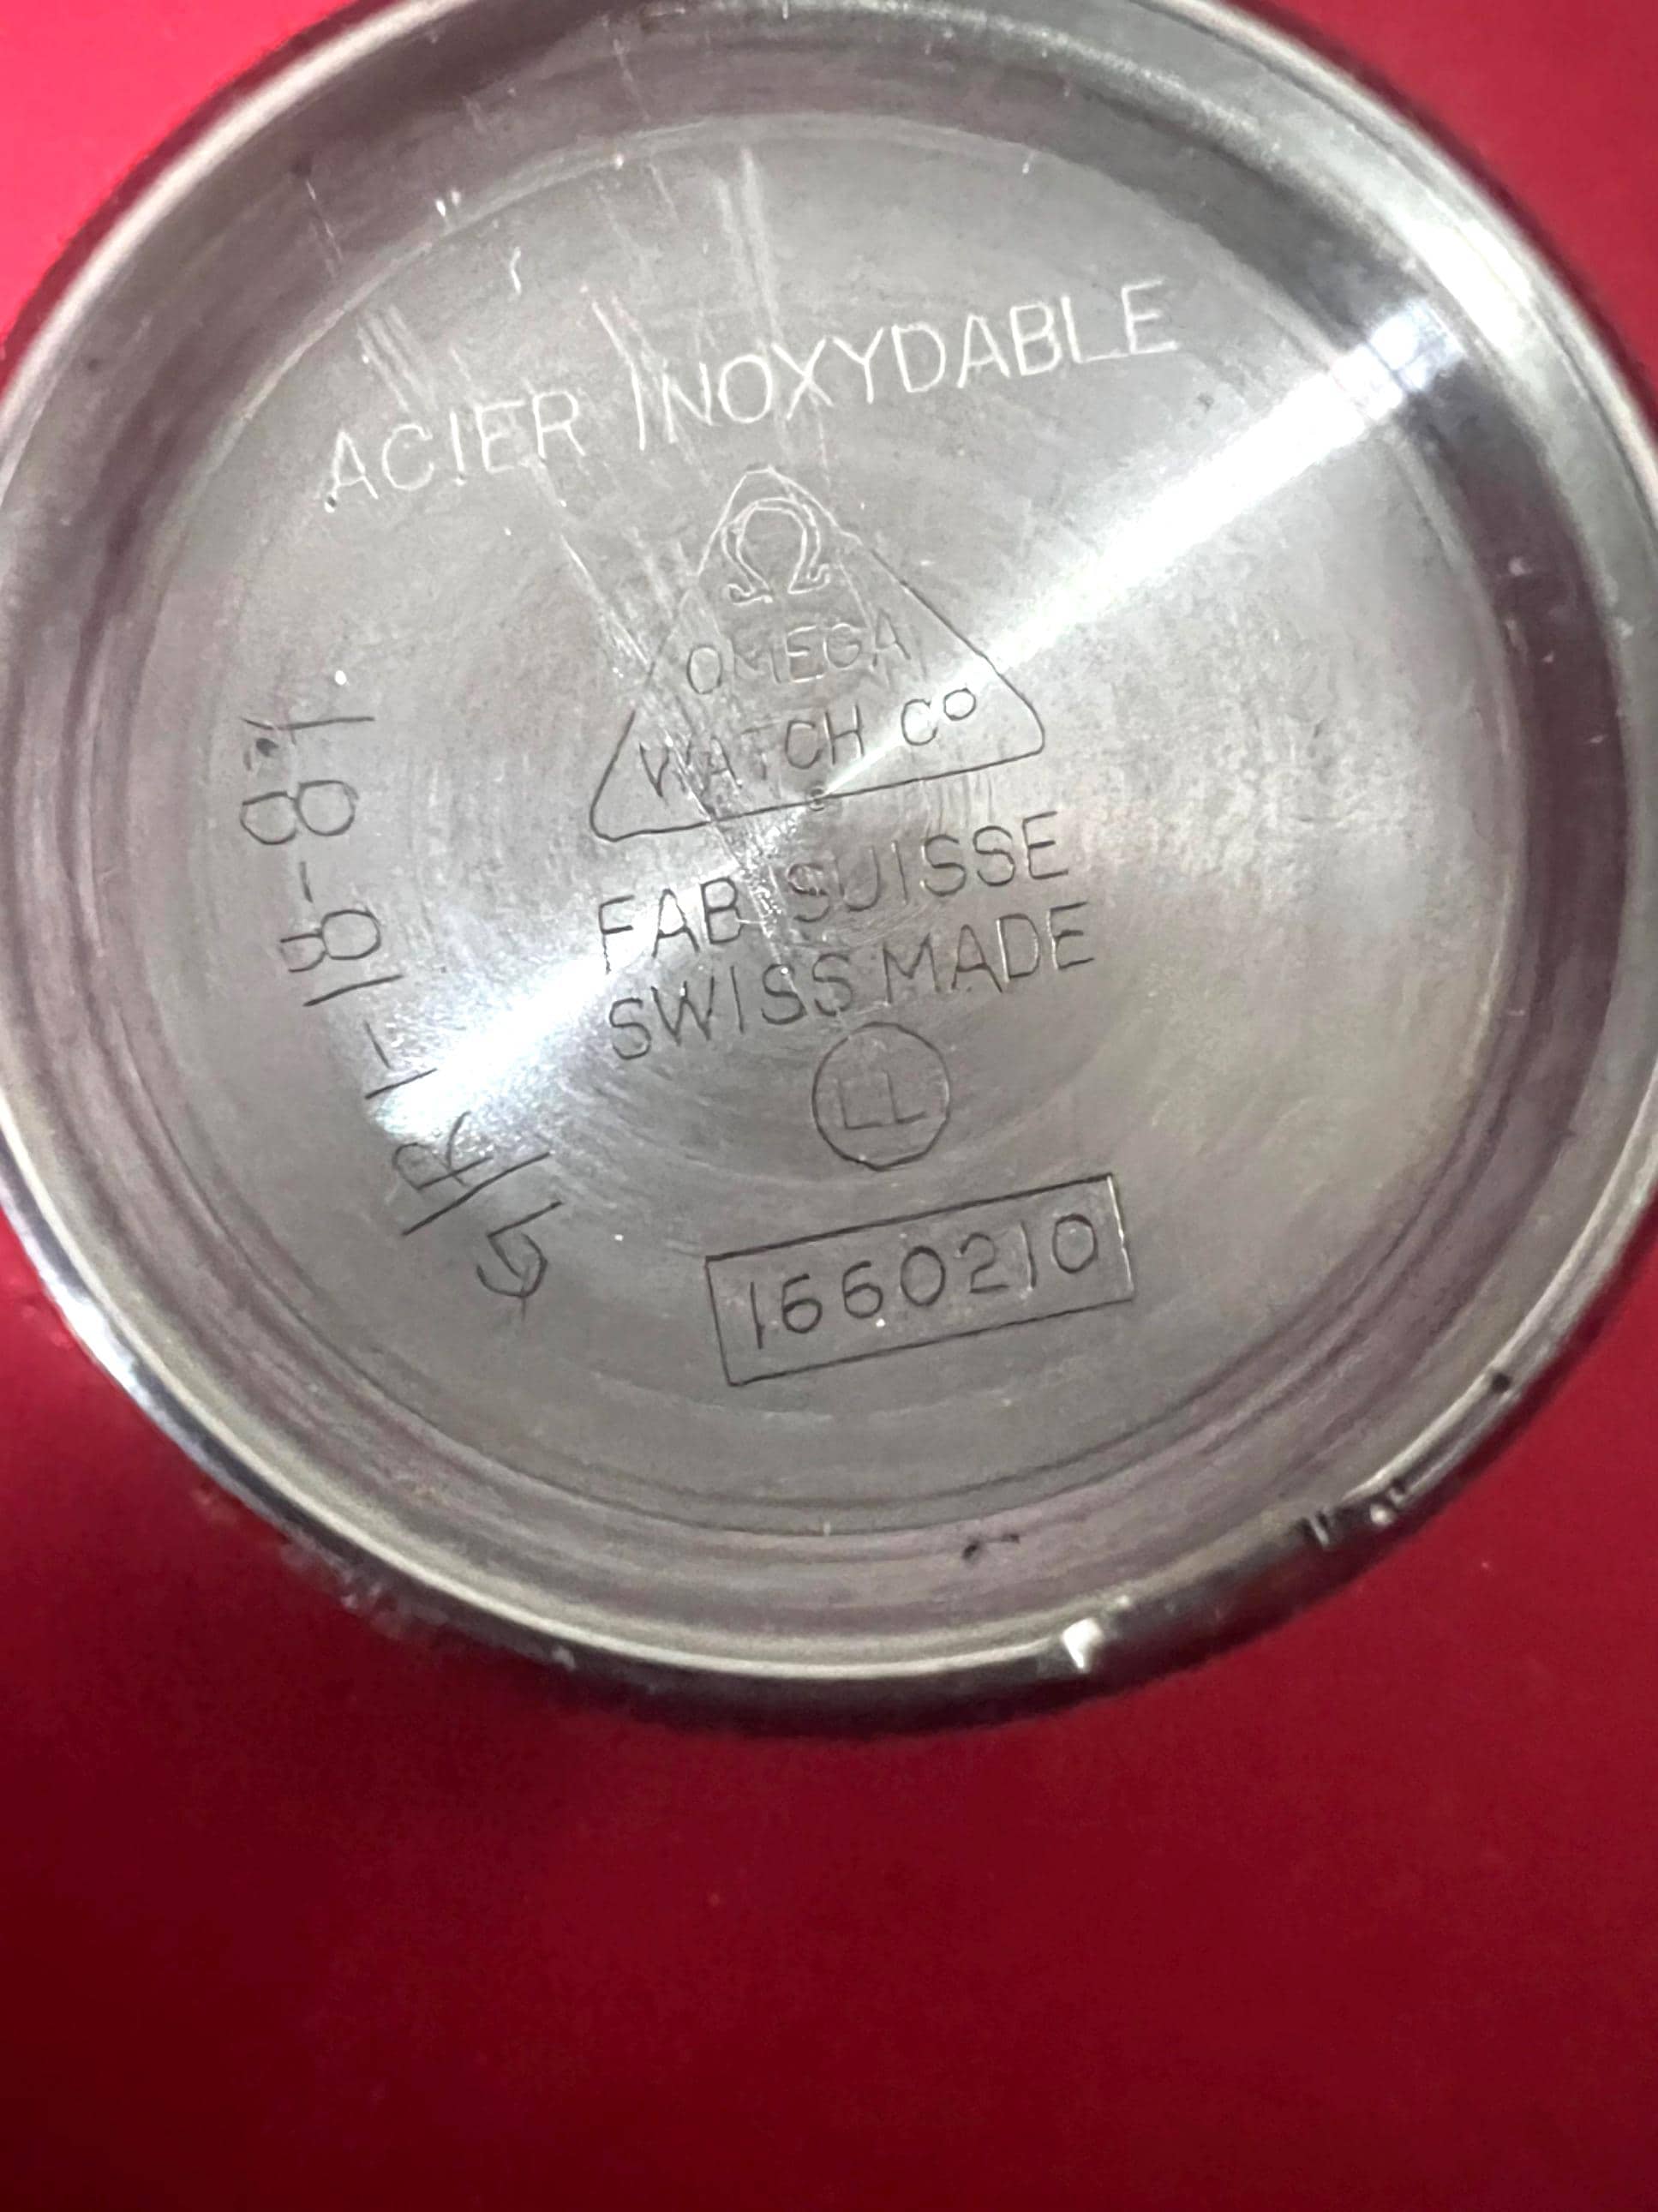 ACIER INOXYDABLE
Ω
OMEGA
WATCH Cº
FAB SUISSE
SWISS MADE
LL
1660210